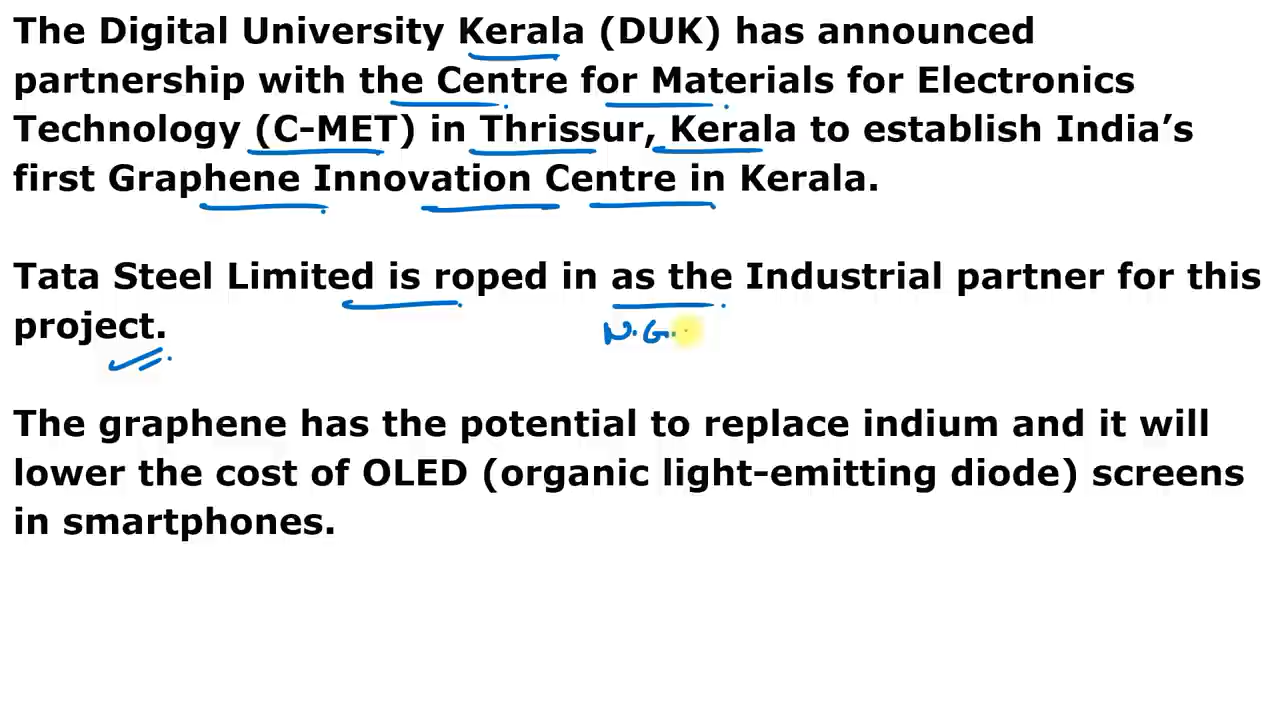 The Digital University Kerala (DUK) has announced
partnership with the Centre for Materials for Electronics
Technology (C-MET) in Thrissur, Kerala to establish India’s
first Graphene Innovation Centre in Kerala.
Tata Steel Limited is roped in as the Industrial partner for this
project.
N.G.
The graphene has the potential to replace indium and it will
lower the cost of OLED (organic light-emitting diode) screens
in smartphones.